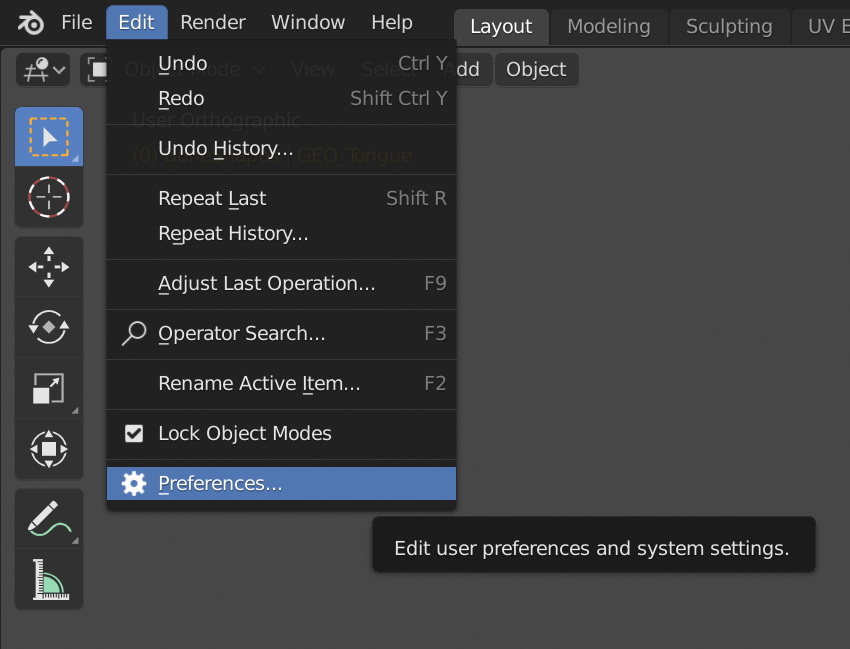 File Edit Render Window Help Layout Modeling Sculpting UV E
Object Mode View Select Add Object
Undo Ctrl Y
Redo Shift Ctrl Y
User Orthographic
Undo History...
(0) GEO_Tongue
Repeat Last Shift R
Repeat History...
Adjust Last Operation... F9
Operator Search... F3
Rename Active Item... F2
Lock Object Modes
Preferences...
Edit user preferences and system settings.